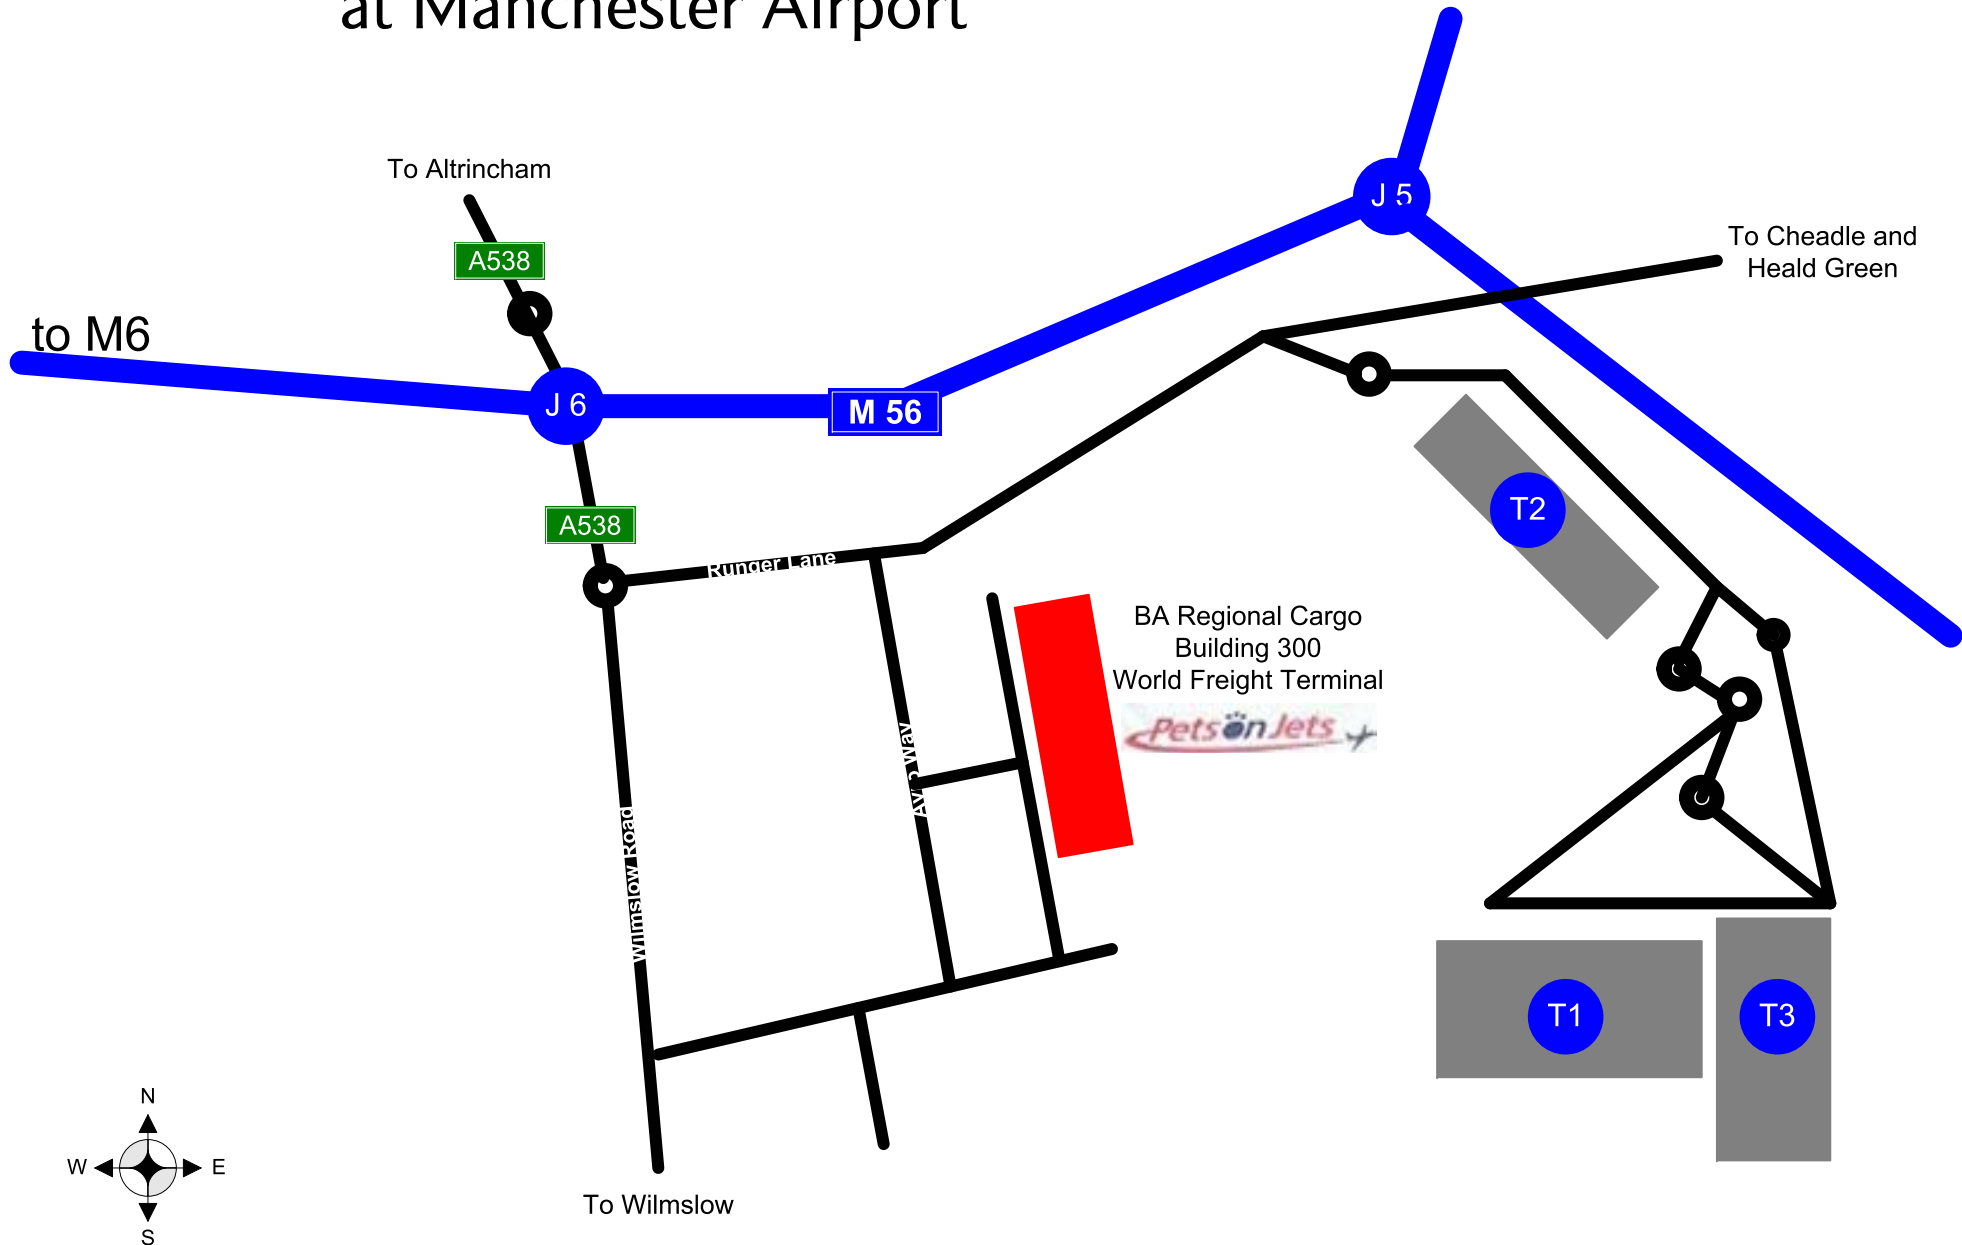 at Manchester Airport
To Altrincham
A538
to M6
J 6
M 56
J 5
To Cheadle and
Heald Green
A538
Runger Lane
T2
BA Regional Cargo
Building 300
World Freight Terminal
PetsOnJets
Way
Wilmslow Road
T1
T3
N
W
E
S
To Wilmslow